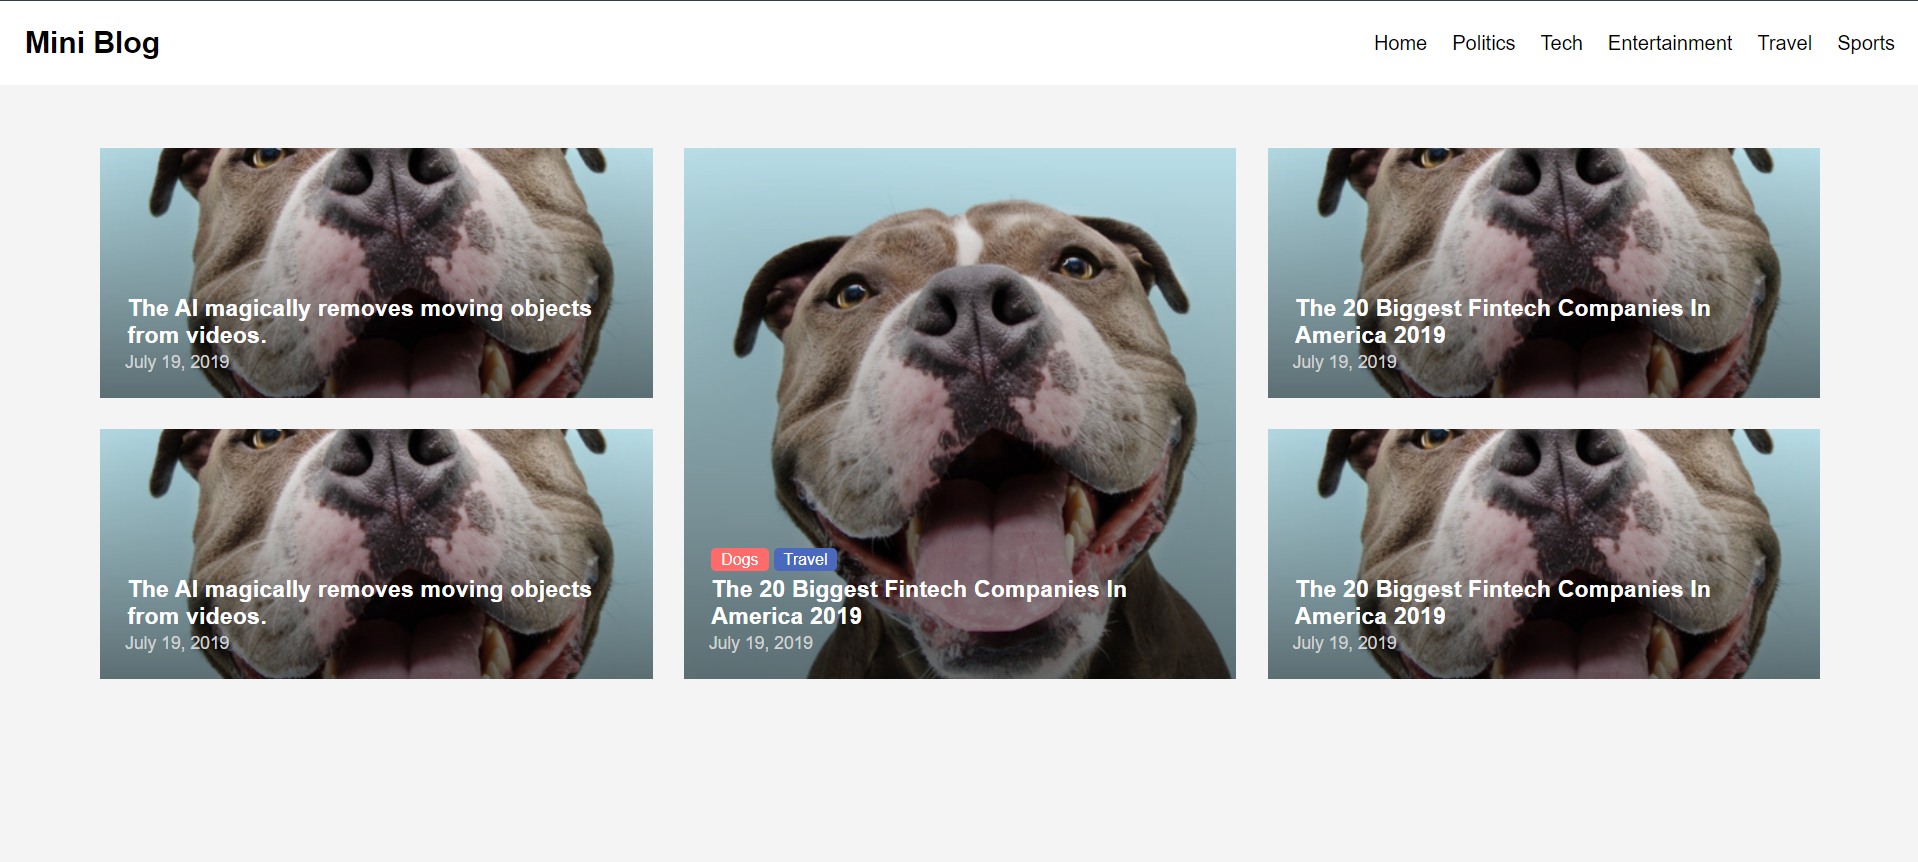 Mini Blog
Home Politics Tech Entertainment Travel Sports
The AI magically removes moving objects
from videos.
July 19, 2019
The AI magically removes moving objects
from videos.
July 19, 2019
Dogs Travel
The 20 Biggest Fintech Companies In
America 2019
July 19, 2019
The 20 Biggest Fintech Companies In
America 2019
July 19, 2019
The 20 Biggest Fintech Companies In
America 2019
July 19, 2019